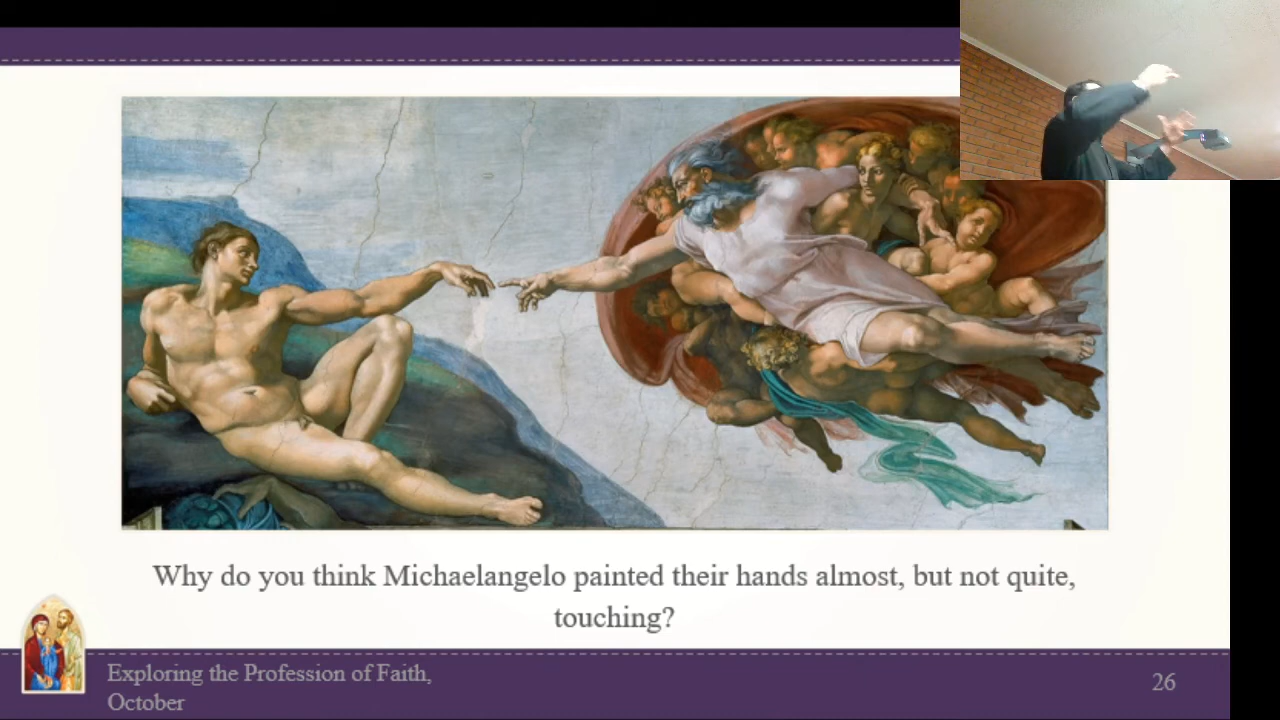 Why do you think Michaelangelo painted their hands almost, but not quite,
touching?
Exploring the Profession of Faith,
October
26